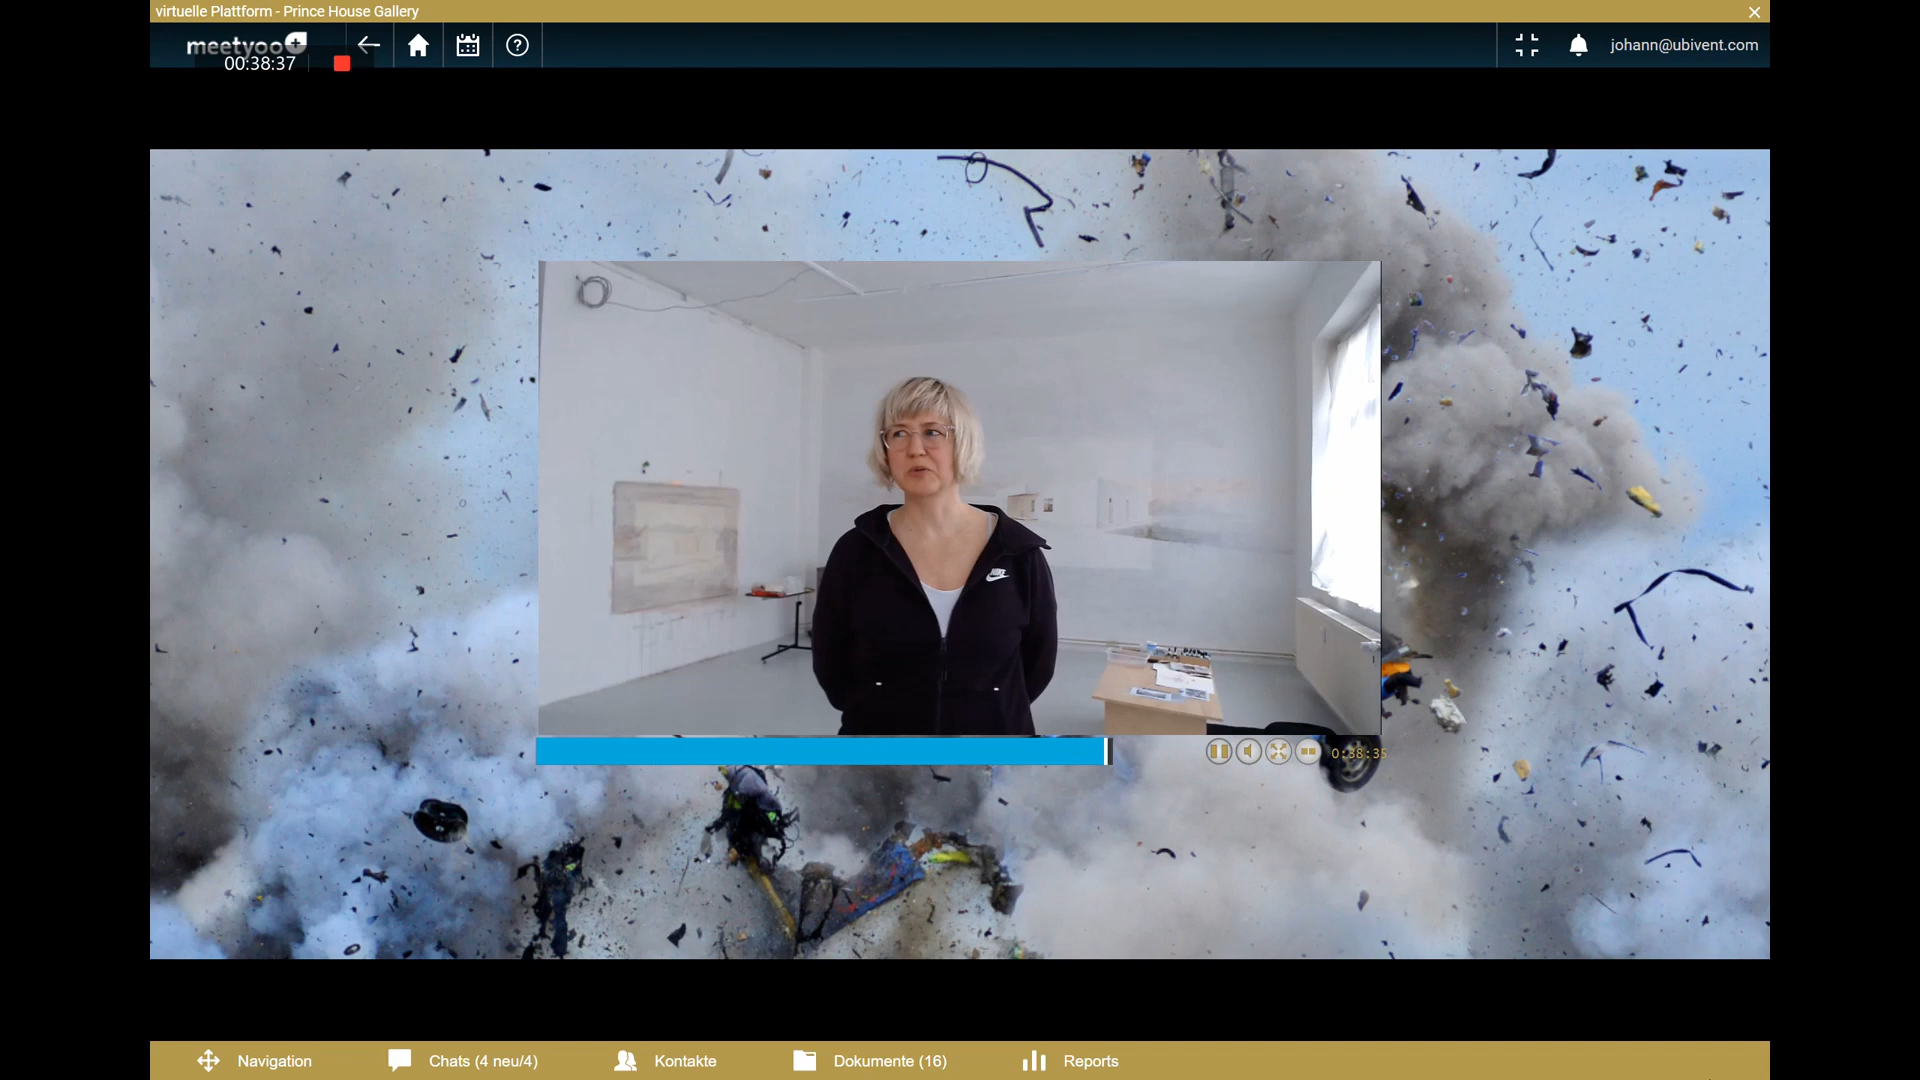 virtuelle Plattform - Prince House Gallery
meetyoo
johann@ubivent.com
00:38:37
NIKE
0:38:35
Navigation
Chats (4 neu/4)
Kontakte
Dokumente (16)
Reports